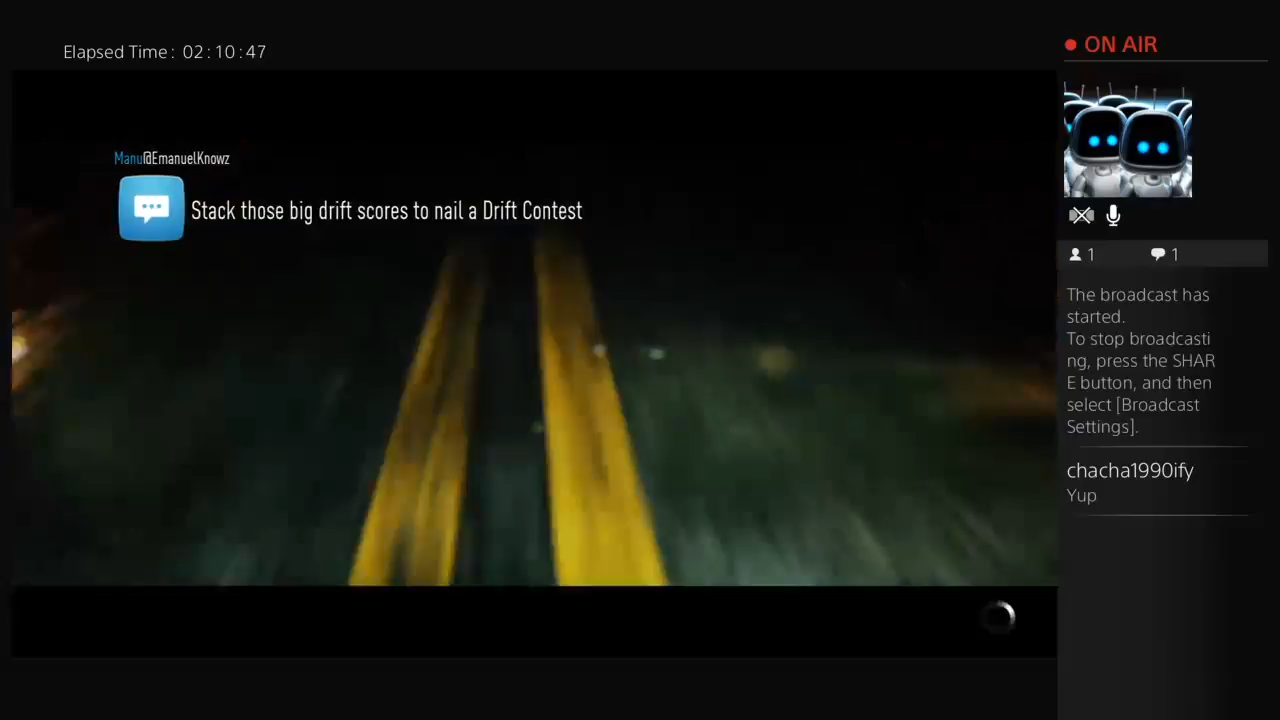 Elapsed Time: 02:10:47
ON AIR
Manu@EmanuelKnowz
Stack those big drift scores to nail a Drift Contest
1
1
The broadcast has
started.
To stop broadcasti
ng, press the SHAR
E button, and then
select [Broadcast
Settings].
chacha1990ify
Yup